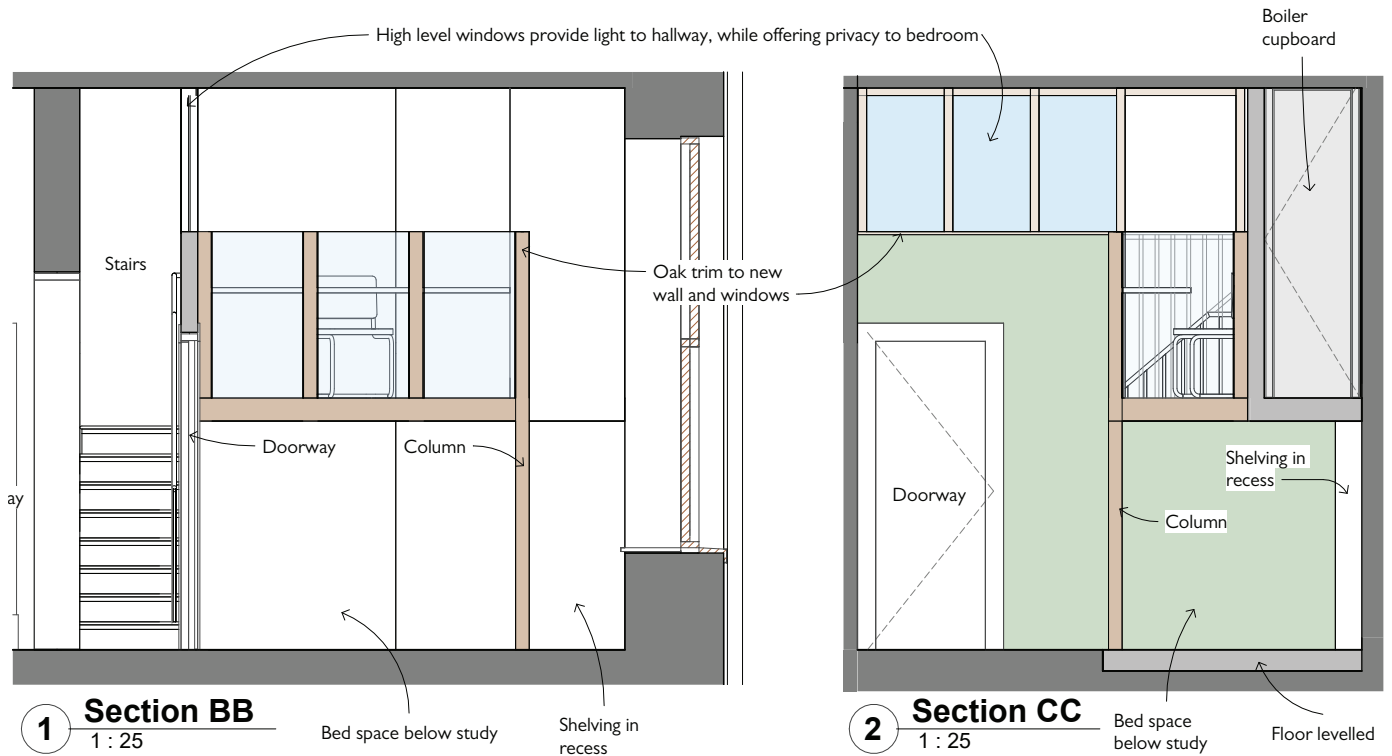 High level windows provide light to hallway, while offering privacy to bedroom
Boiler
cupboard
Stairs
Oak trim to new
wall and windows
Doorway
Column
ay
Doorway
Shelving in
recess
Column
1
Section BB
1 : 25
Bed space below study
Shelving in
recess
2
Section CC
1 : 25
Bed space
below study
Floor levelled